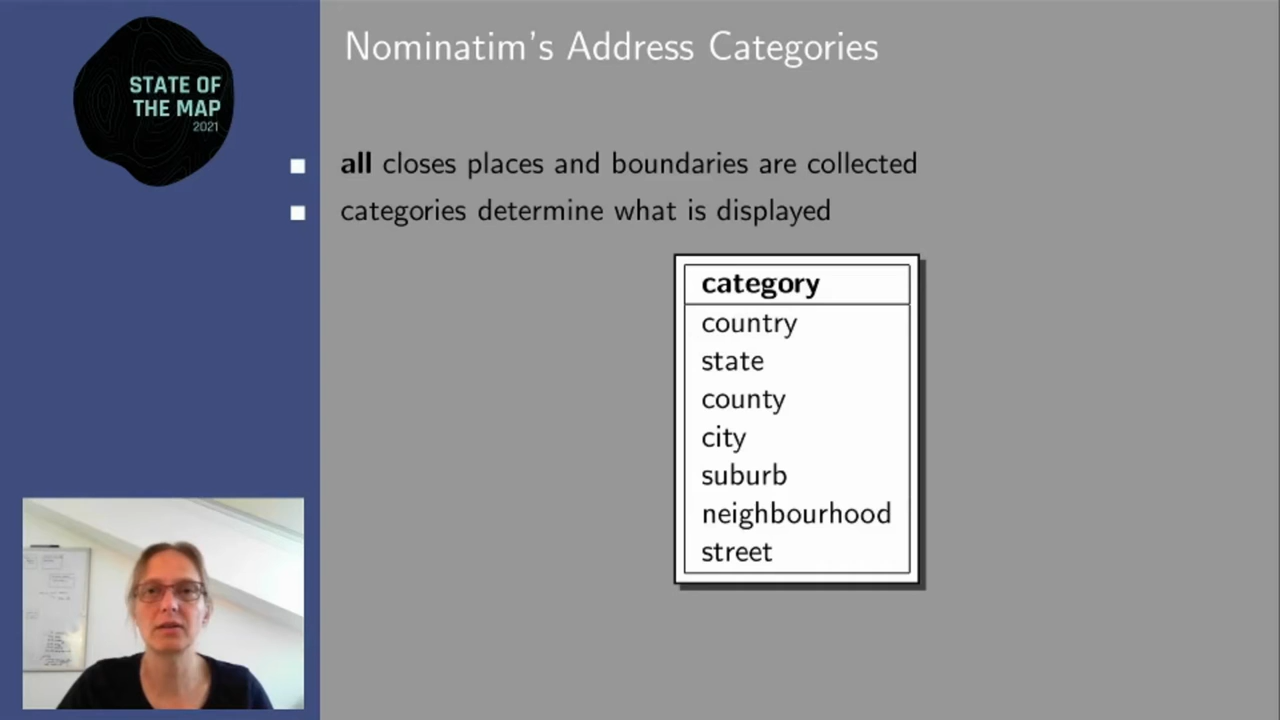 STATE OF
THE MAP
2021
Nominatim's Address Categories
all closes places and boundaries are collected
categories determine what is displayed
category
country
state
county
city
suburb
neighbourhood
street